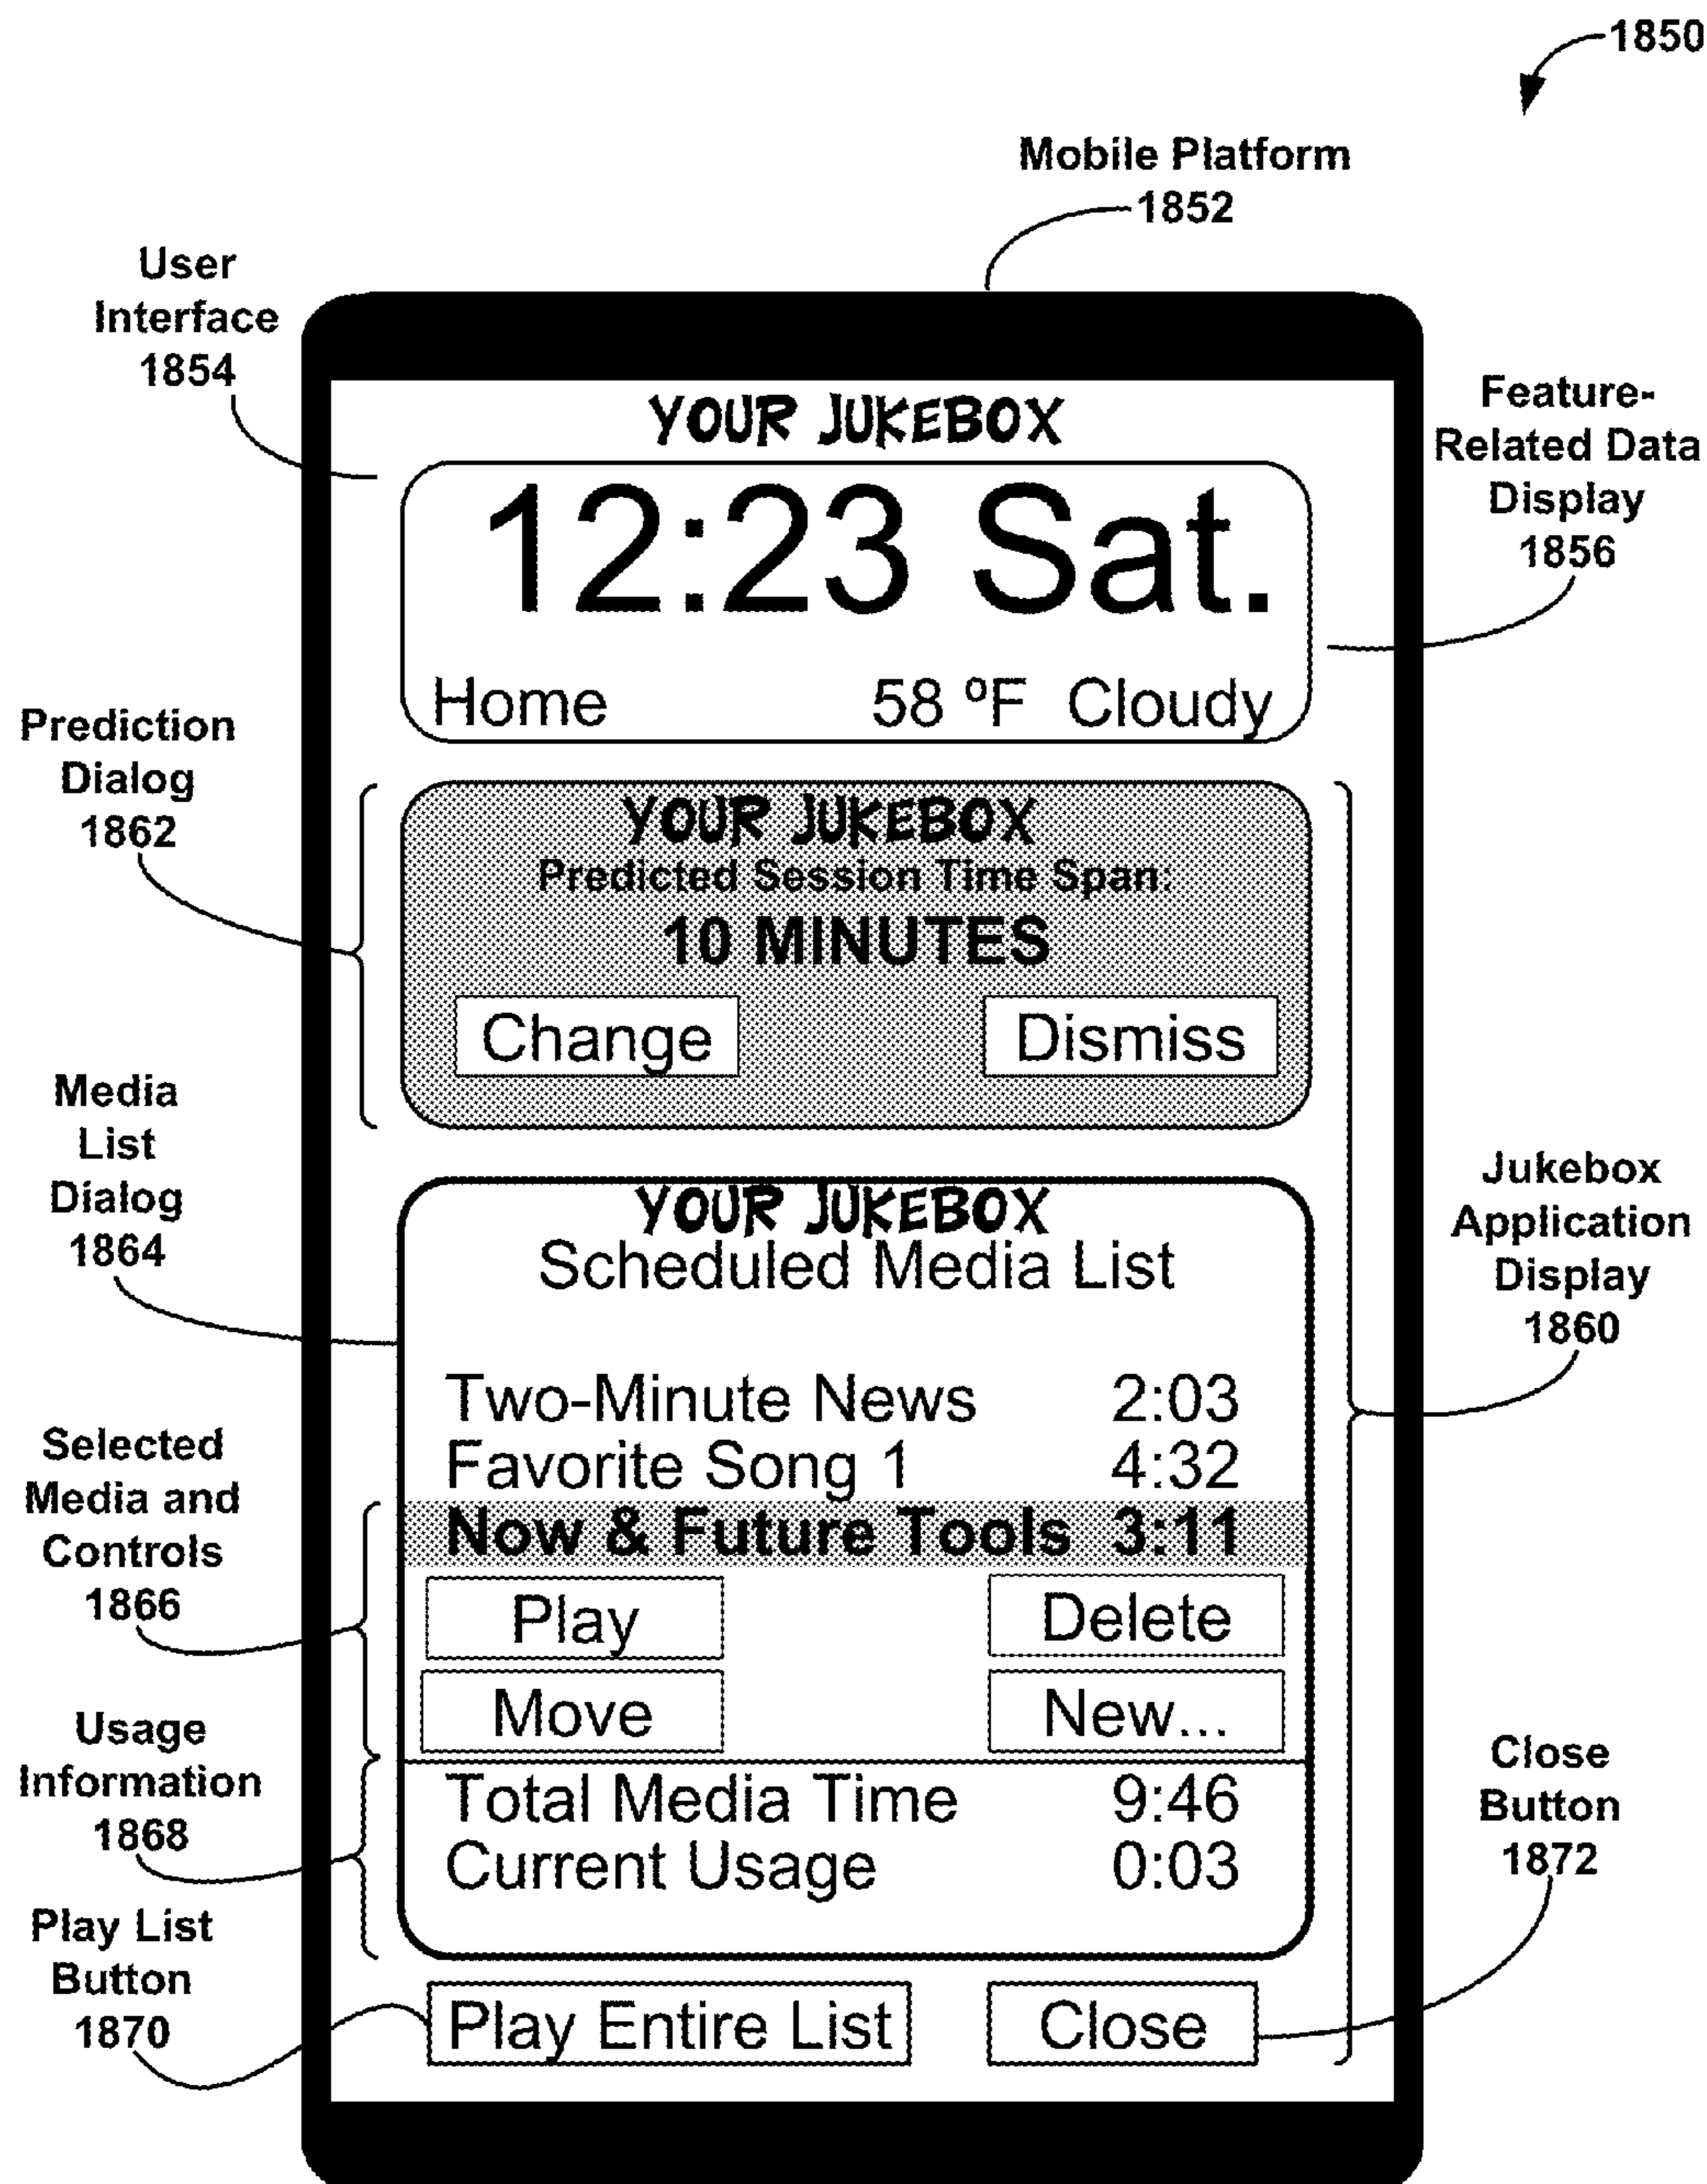 1850
Mobile Platform
1852
User
Interface
1854
Feature-
Related Data
Display
1856
YOUR JUKEBOX
12:23 Sat.
Home 58 ºF Cloudy
Prediction
Dialog
1862
YOUR JUKEBOX
Predicted Session Time Span:
10 MINUTES
Change Dismiss
Media
List
Dialog
1864
Jukebox
Application
Display
1860
YOUR JUKEBOX
Scheduled Media List
Two-Minute News 2:03
Favorite Song 1 4:32
Now & Future Tools 3:11
Selected
Media and
Controls
1866
Play Delete
Move New...
Usage
Information
1868
Total Media Time 9:46
Current Usage 0:03
Close
Button
1872
Play List
Button
1870
Play Entire List Close